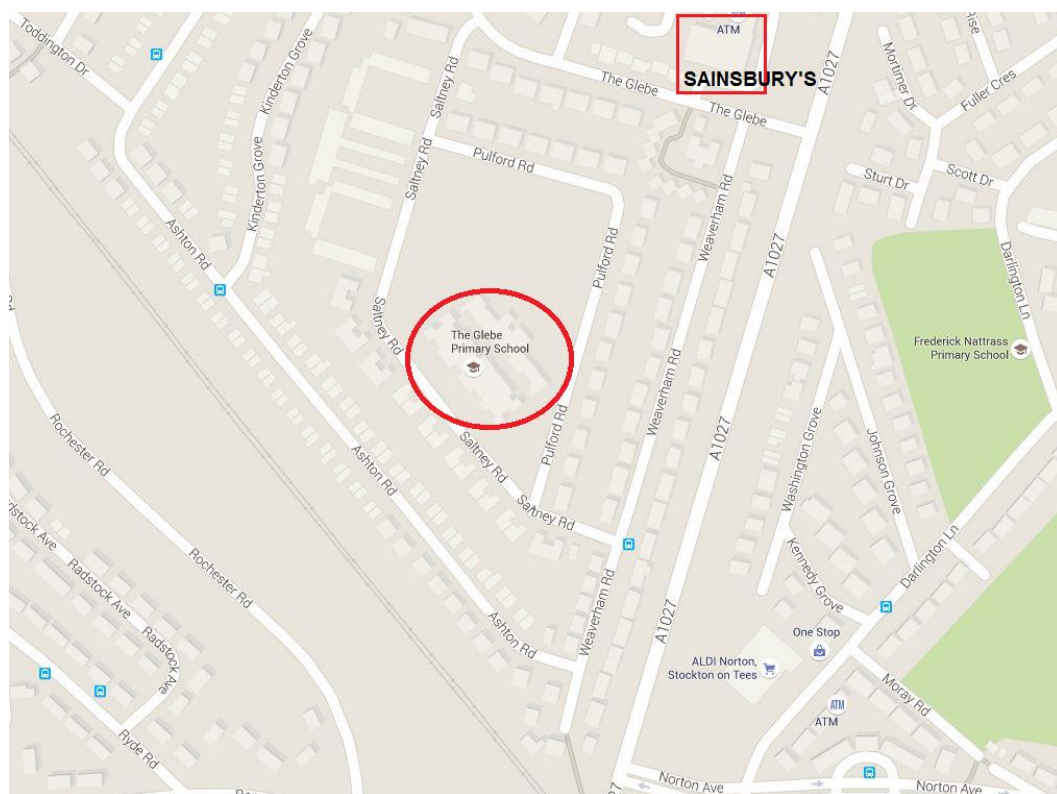 Toddington Dr
Kinderton Grove
Kinderton Grove
Saltney Rd
Saltney Rd
The Glebe
The Glebe
ATM
SAINSBURY'S
A1027
Mortimer Dr
Rise
Fuller Cres
Scott Dr
Sturt Dr
Pulford Rd
Pulford Rd
Pulford Rd
Weaverham Rd
Weaverham Rd
Weaverham Rd
A1027
A1027
A1027
Darlington Ln
Darlington Ln
Frederick Nattrass
Primary School
Ashton Rd
Ashton Rd
Ashton Rd
Saltney Rd
Saltney Rd
Saltney Rd
The Glebe
Primary School
Washington Grove
Johnson Grove
Kennedy Grove
Rochester Rd
Rochester Rd
Radstock Ave
Radstock Ave
Radstock Ave
Ryde Rd
One Stop
ALDI Norton,
Stockton on Tees
ATM
Moray Rd
Norton Ave
Norton Ave